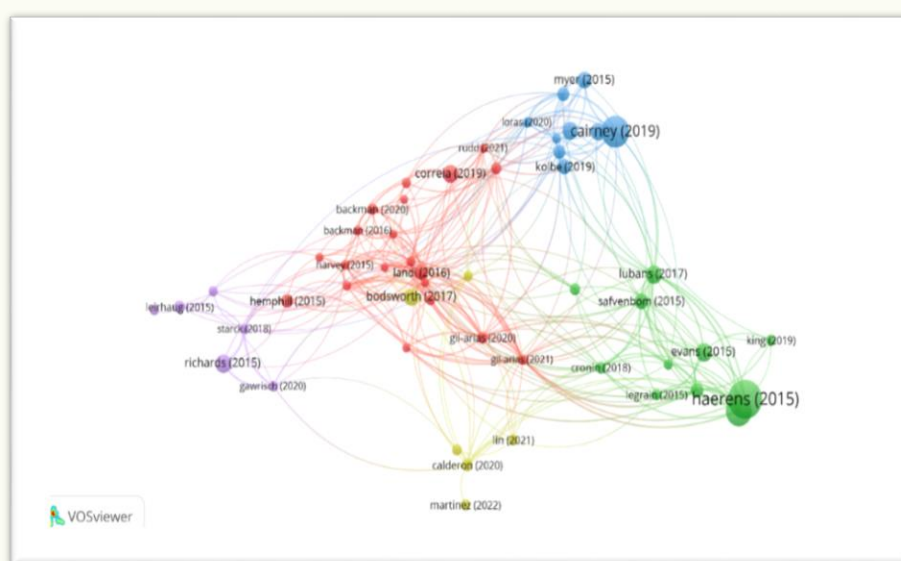 myer (2015)
loras (2020)
cairney (2019)
rudd (2021)
kolbe (2019)
correia (2019)
backman (2020)
backman (2016)
harvey (2015)
land (2016)
lubans (2017)
bodsworth (2017)
safvenbom (2015)
hemphill (2015)
leirhaug (2015)
starck (2018)
gil-arias (2020)
king (2019)
evans (2015)
gil-arias (2021)
richards (2015)
cronin (2018)
gawrisch (2020)
legrain (2015)
haerens (2015)
lin (2021)
calderon (2020)
martinez (2022)
VOSviewer